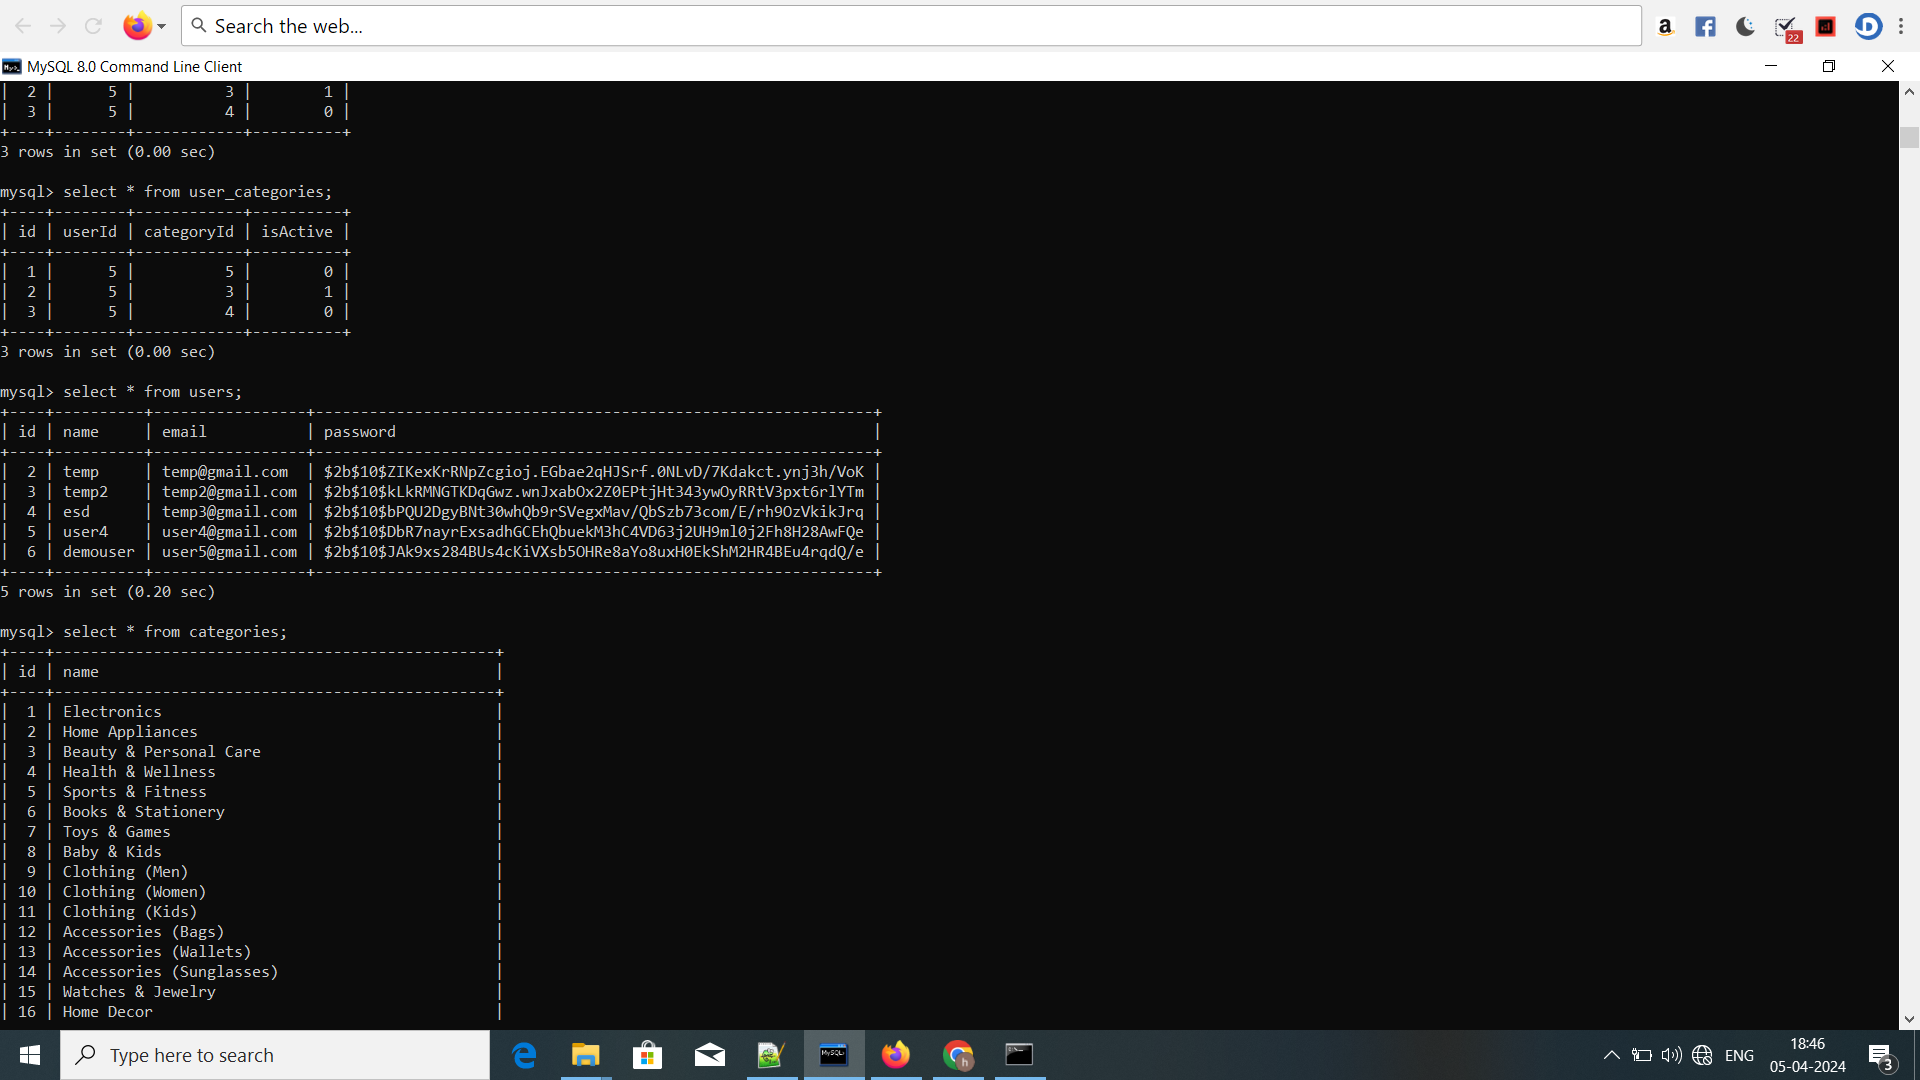 Search the web...
a
22
MySQL 8.0 Command Line Client
| 2 | 5 | 3 | 1 |
| 3 | 5 | 4 | 0 |
+----+--------+------------+----------+
3 rows in set (0.00 sec)
mysql> select * from user_categories;
+----+--------+------------+----------+
| id | userId | categoryId | isActive |
+----+--------+------------+----------+
| 1 | 5 | 5 | 0 |
| 2 | 5 | 3 | 1 |
| 3 | 5 | 4 | 0 |
+----+--------+------------+----------+
3 rows in set (0.00 sec)
mysql> select * from users;
+----+----------+-----------------+--------------------------------------------------------------+
| id | name | email | password |
+----+----------+-----------------+--------------------------------------------------------------+
| 2 | temp | temp@gmail.com | $2b$10$ZIKexKrRNpZcgioj.EGbae2qHJSrf.0NLvD/7Kdakct.ynj3h/VoK |
| 3 | temp2 | temp2@gmail.com | $2b$10$kLkRMNGTKDqGwz.wnJxabOx2Z0EPtjHt343ywOyRRtV3pxt6rlYTm |
| 4 | esd | temp3@gmail.com | $2b$10$bPQU2DgyBNt30whQb9rSVegxMav/QbSzb73com/E/rh9OzVkikJrq |
| 5 | user4 | user4@gmail.com | $2b$10$DbR7nayrExsadhGCEhQbuekM3hC4VD63j2UH9ml0j2Fh8H28AwFQe |
| 6 | demouser | user5@gmail.com | $2b$10$JAk9xs284BUs4cKiVXsb5OHRe8aYo8uxH0EkShM2HR4BEu4rqdQ/e |
+----+----------+-----------------+--------------------------------------------------------------+
5 rows in set (0.20 sec)
mysql> select * from categories;
+----+-------------------------------------------------+
| id | name |
+----+-------------------------------------------------+
| 1 | Electronics |
| 2 | Home Appliances |
| 3 | Beauty & Personal Care |
| 4 | Health & Wellness |
| 5 | Sports & Fitness |
| 6 | Books & Stationery |
| 7 | Toys & Games |
| 8 | Baby & Kids |
| 9 | Clothing (Men) |
| 10 | Clothing (Women) |
| 11 | Clothing (Kids) |
| 12 | Accessories (Bags) |
| 13 | Accessories (Wallets) |
| 14 | Accessories (Sunglasses) |
| 15 | Watches & Jewelry |
| 16 | Home Decor |
Type here to search
MySQL
h
ENG
18:46
05-04-2024
3